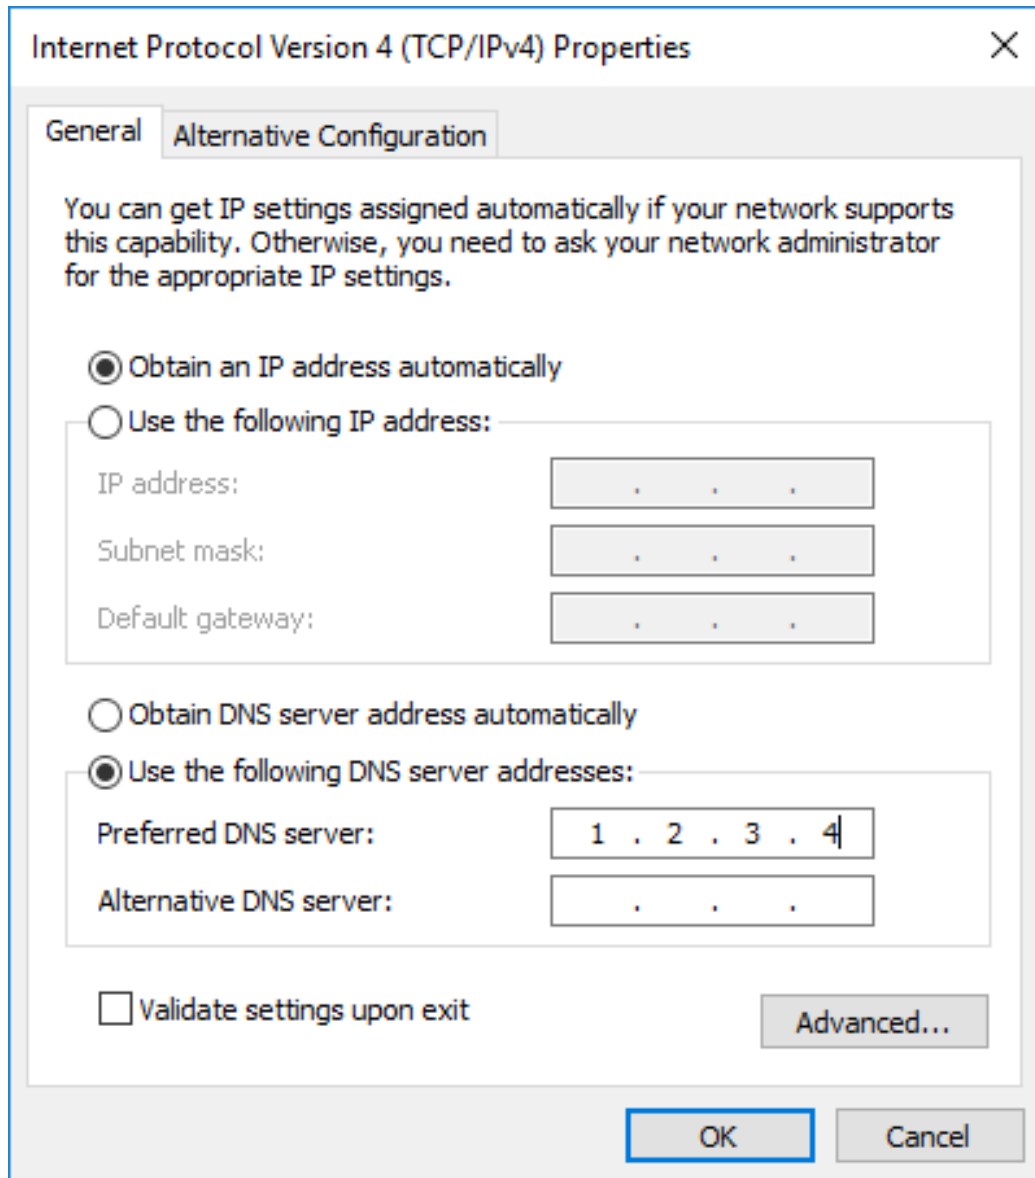 Internet Protocol Version 4 (TCP/IPv4) Properties
General
Alternative Configuration
You can get IP settings assigned automatically if your network supports
this capability. Otherwise, you need to ask your network administrator
for the appropriate IP settings.
Obtain an IP address automatically
Use the following IP address:
IP address: . . .
Subnet mask: . . .
Default gateway: . . .
Obtain DNS server address automatically
Use the following DNS server addresses:
Preferred DNS server: 1 . 2 . 3 . 4
Alternative DNS server: . . .
Validate settings upon exit
Advanced...
OK Cancel